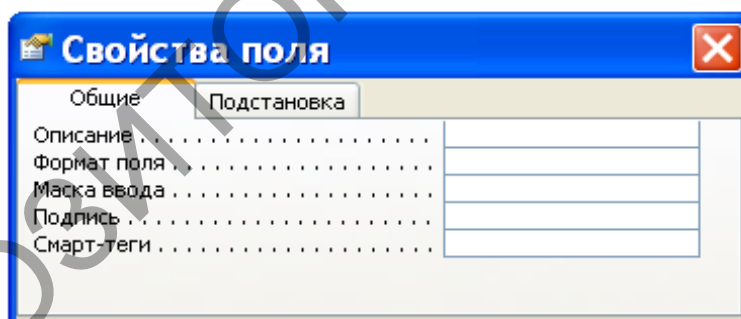 Свойства поля
Общие Подстановка
Описание . . . . . . . . . . . . . . . . . . . .
Формат поля . . . . . . . . . . . . . . . . . .
Маска ввода . . . . . . . . . . . . . . . . . .
Подпись . . . . . . . . . . . . . . . . . . . . .
Смарт-теги . . . . . . . . . . . . . . . . . . .